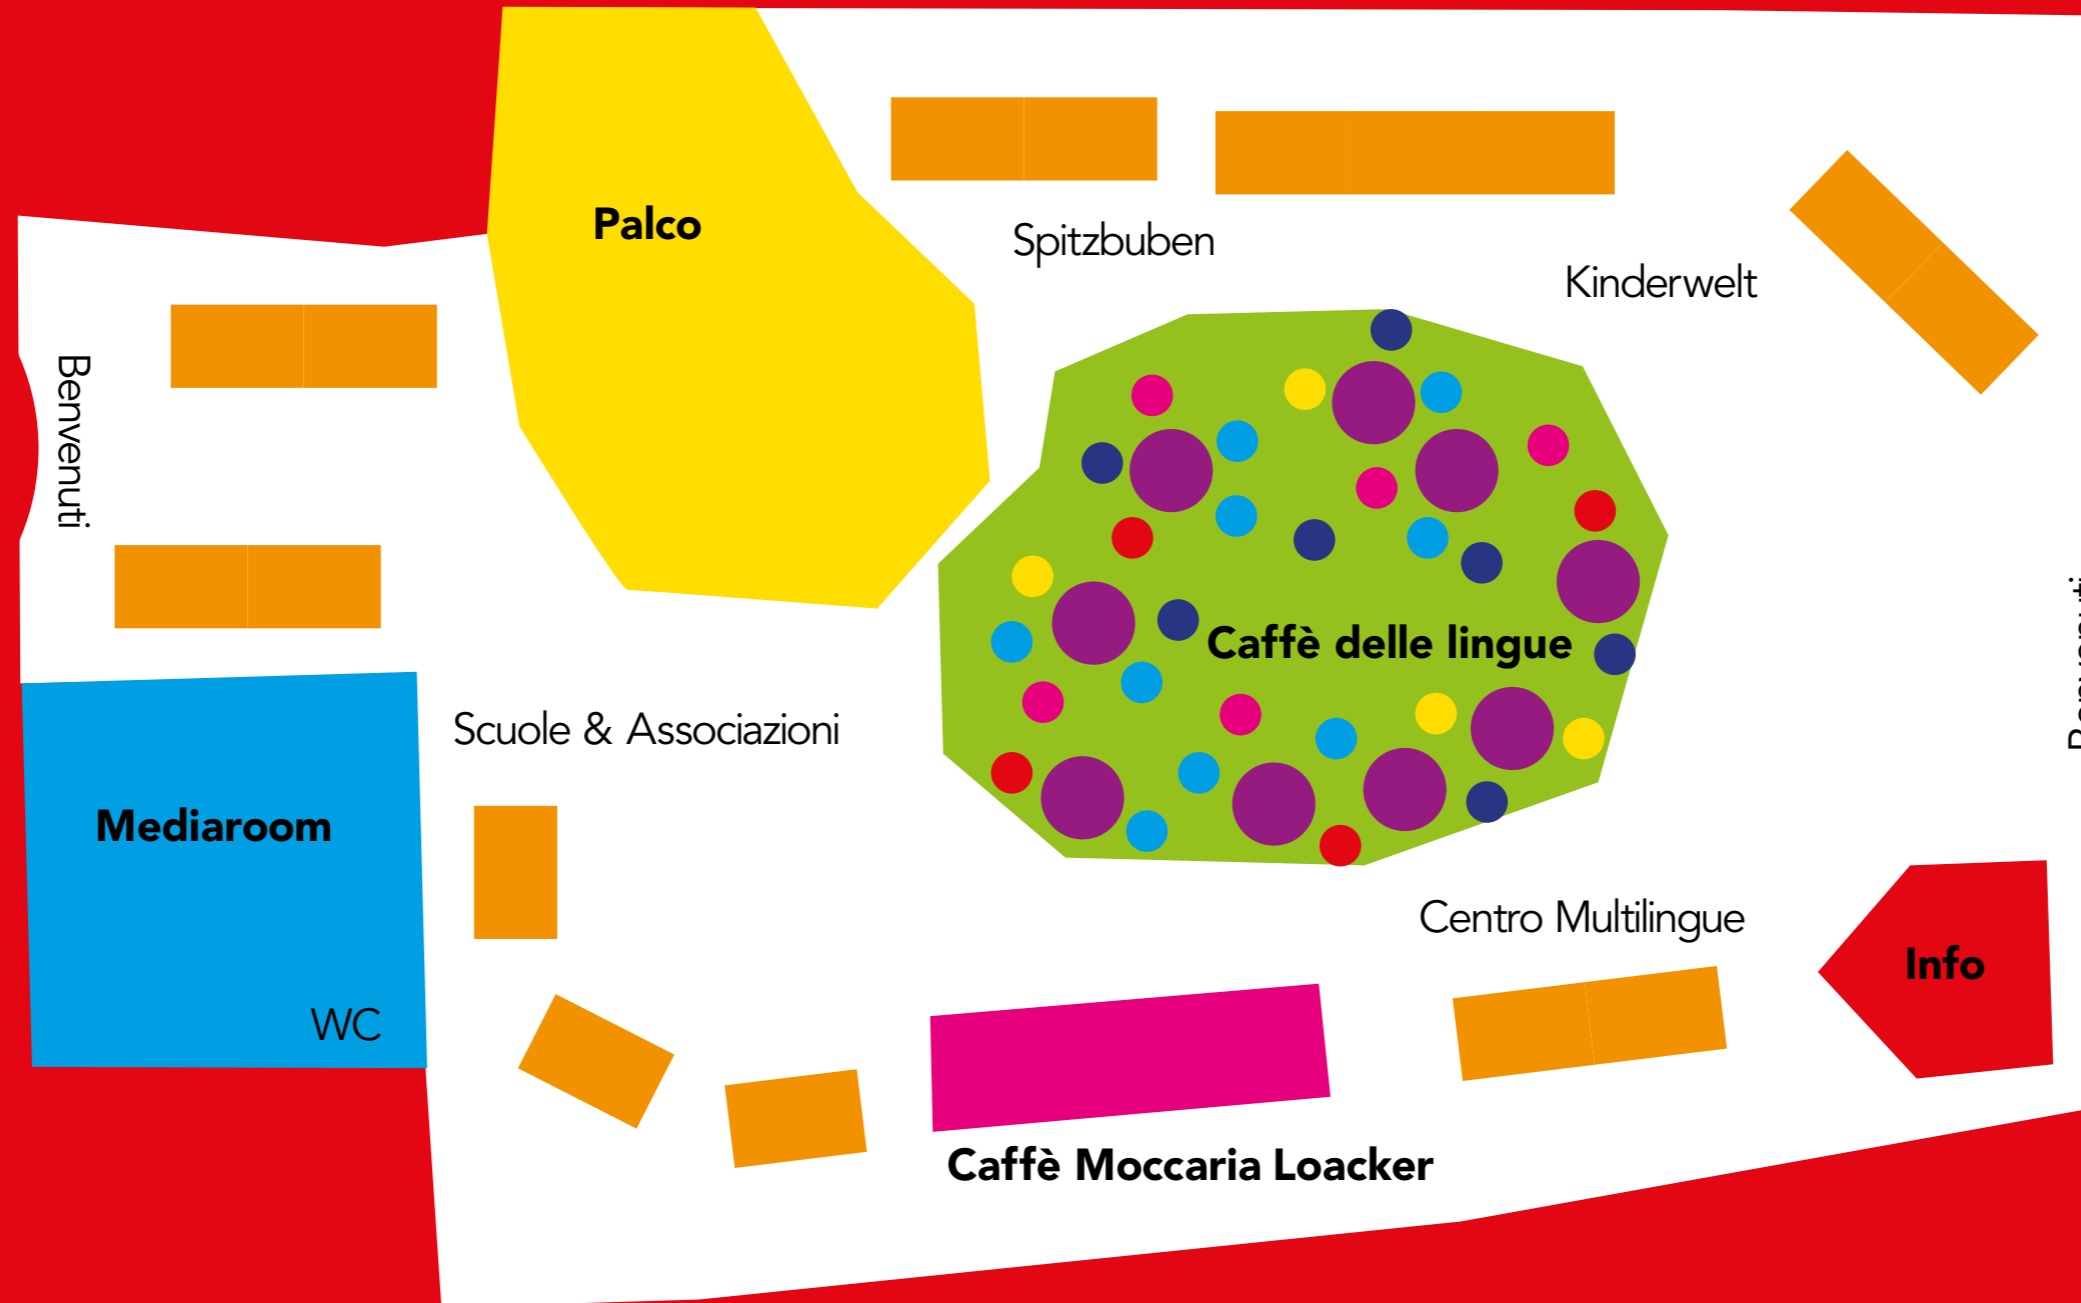 Palco
Spitzbuben
Kinderwelt
Benvenuti
Caffè delle lingue
Scuole & Associazioni
Mediaroom
WC
Centro Multilingue
Info
Caffè Moccaria Loacker